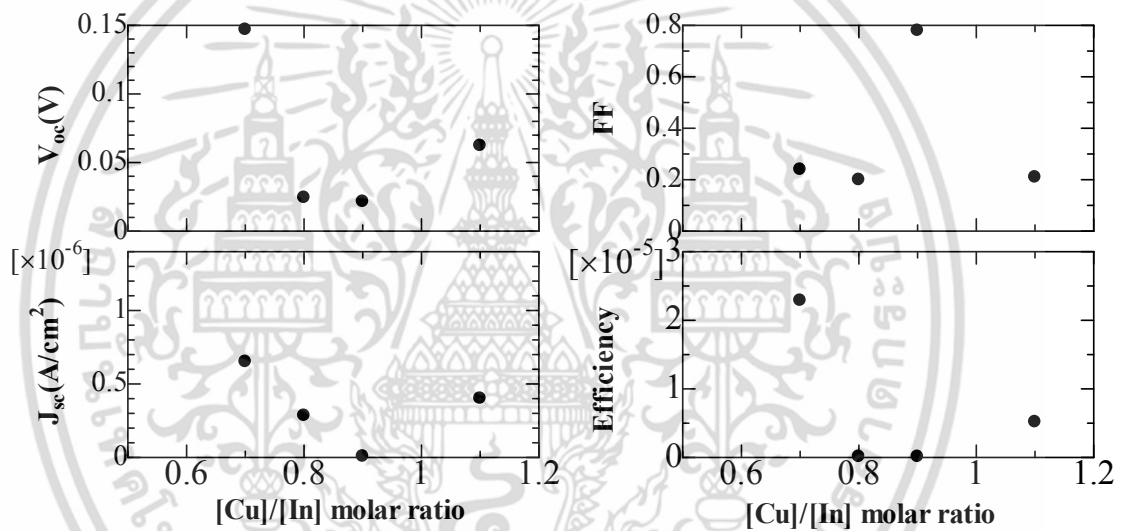 0.15
0.1
0.05
0
V_oc(V)
0.8
0.6
0.4
0.2
0
FF
[×10^-6]
1
0.5
0
J_sc(A/cm^2)
0.6 0.8 1 1.2
[Cu]/[In] molar ratio
[×10^-5]
3
2
1
0
Efficiency
0.6 0.8 1 1.2
[Cu]/[In] molar ratio